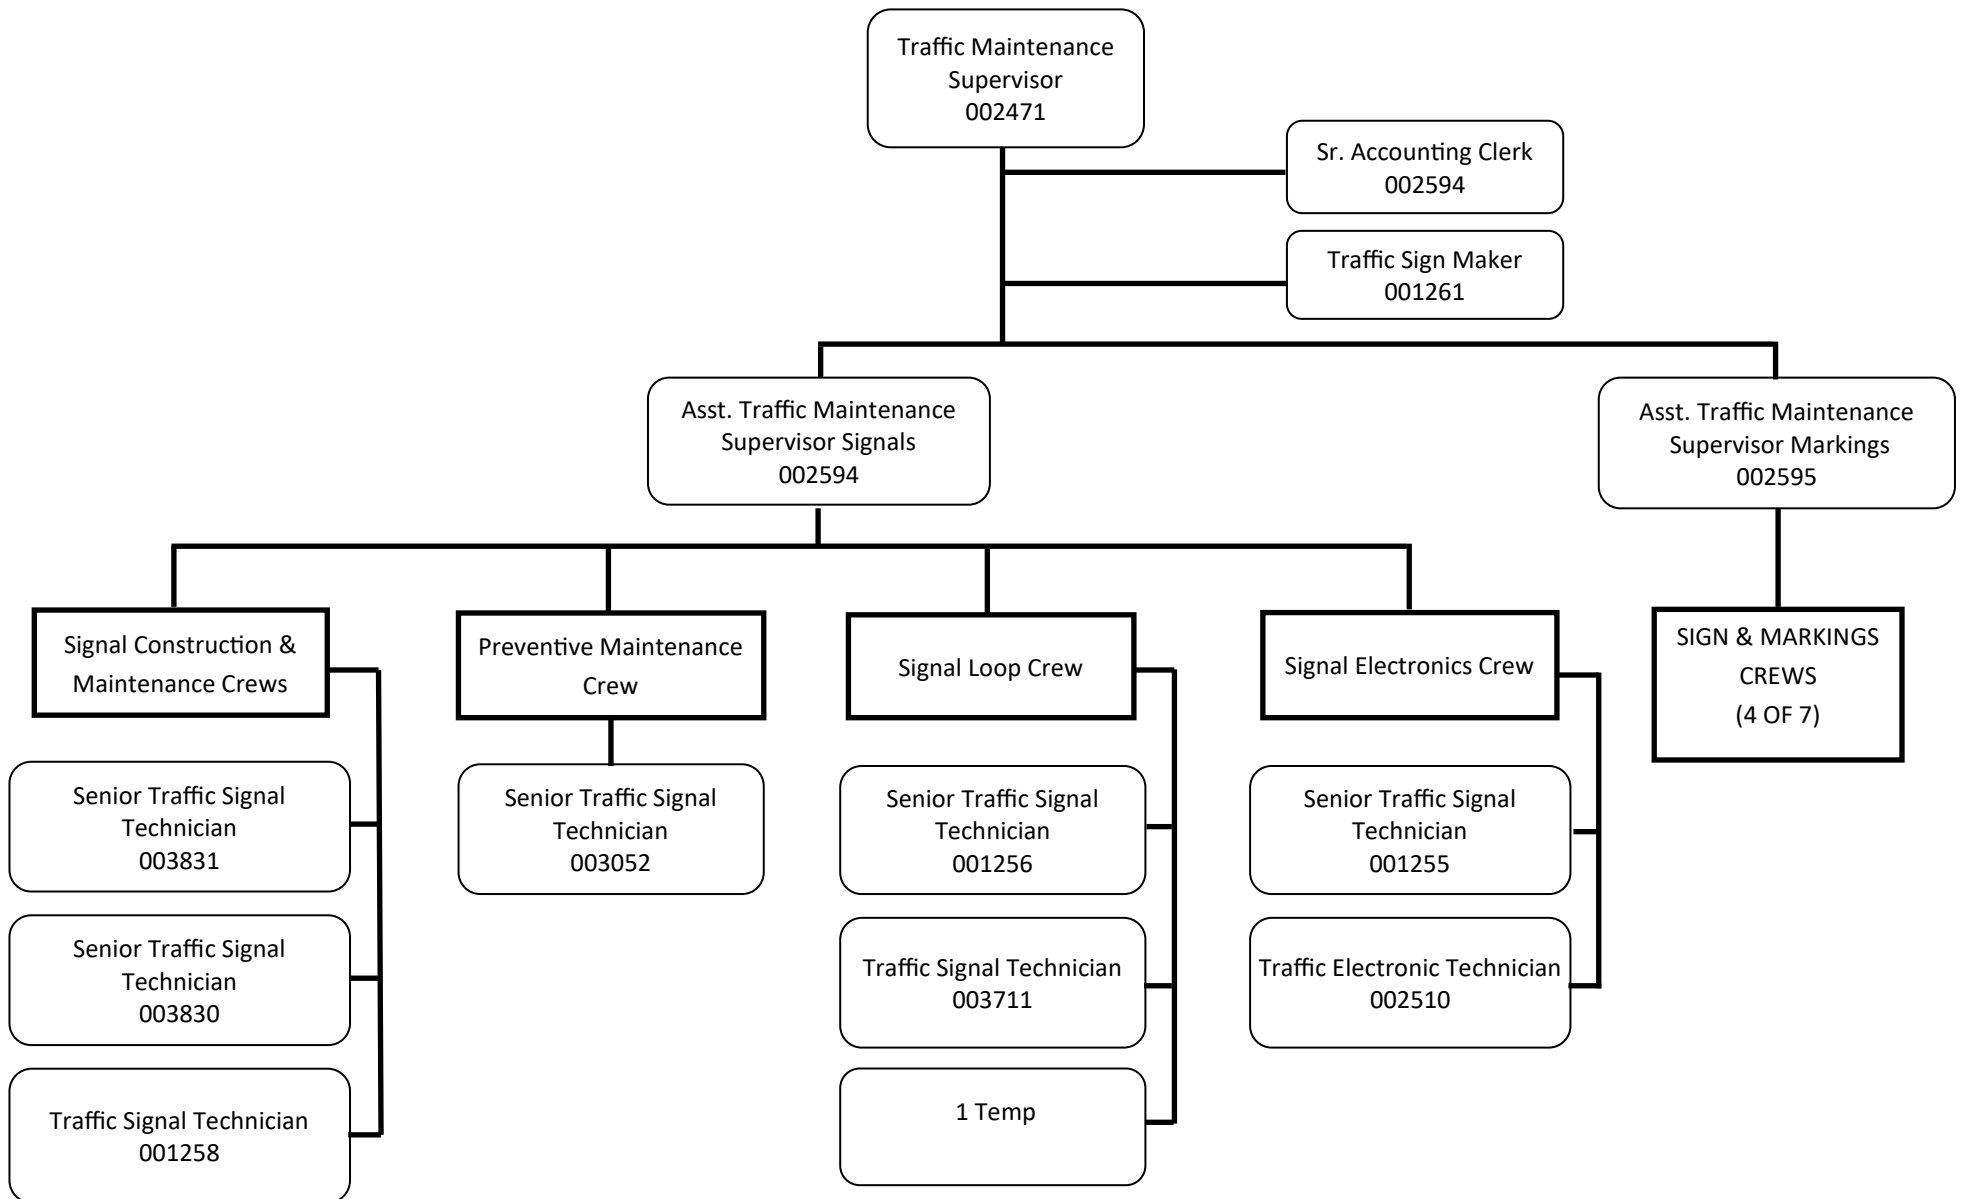 Traffic Maintenance
Supervisor
002471
Sr. Accounting Clerk
002594
Traffic Sign Maker
001261
Asst. Traffic Maintenance
Supervisor Signals
002594
Asst. Traffic Maintenance
Supervisor Markings
002595
Signal Construction &
Maintenance Crews
Preventive Maintenance
Crew
Signal Loop Crew
Signal Electronics Crew
SIGN & MARKINGS
CREWS
(4 OF 7)
Senior Traffic Signal
Technician
003831
Senior Traffic Signal
Technician
003052
Senior Traffic Signal
Technician
001256
Senior Traffic Signal
Technician
001255
Senior Traffic Signal
Technician
003830
Traffic Signal Technician
003711
Traffic Electronic Technician
002510
Traffic Signal Technician
001258
1 Temp